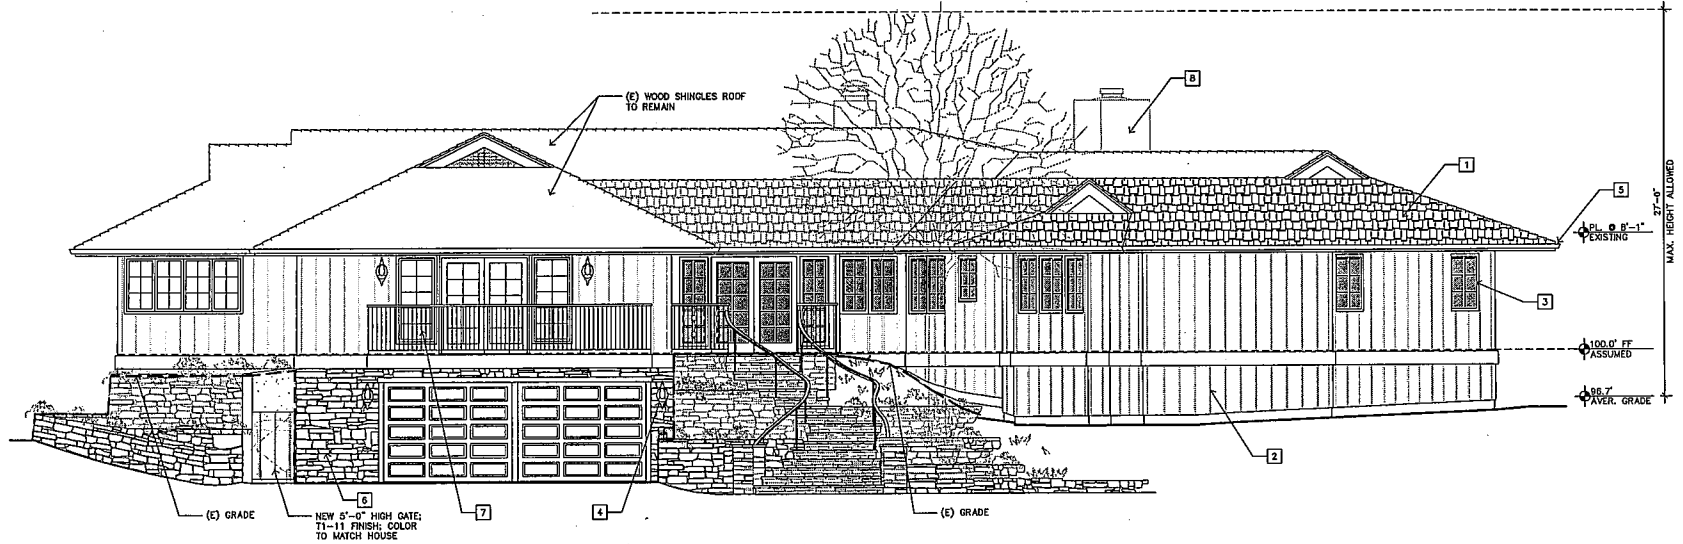 8
(E) WOOD SHINGLES ROOF
TO REMAIN
1
5
27'-0"
MAX. HEIGHT ALLOWED
PL. @ 8'-1"
EXISTING
3
100.0' FF
ASSUMED
96.7'
AVER. GRADE
2
6
7
4
(E) GRADE
NEW 5'-0" HIGH GATE;
T1-11 FINISH; COLOR
TO MATCH HOUSE
(E) GRADE